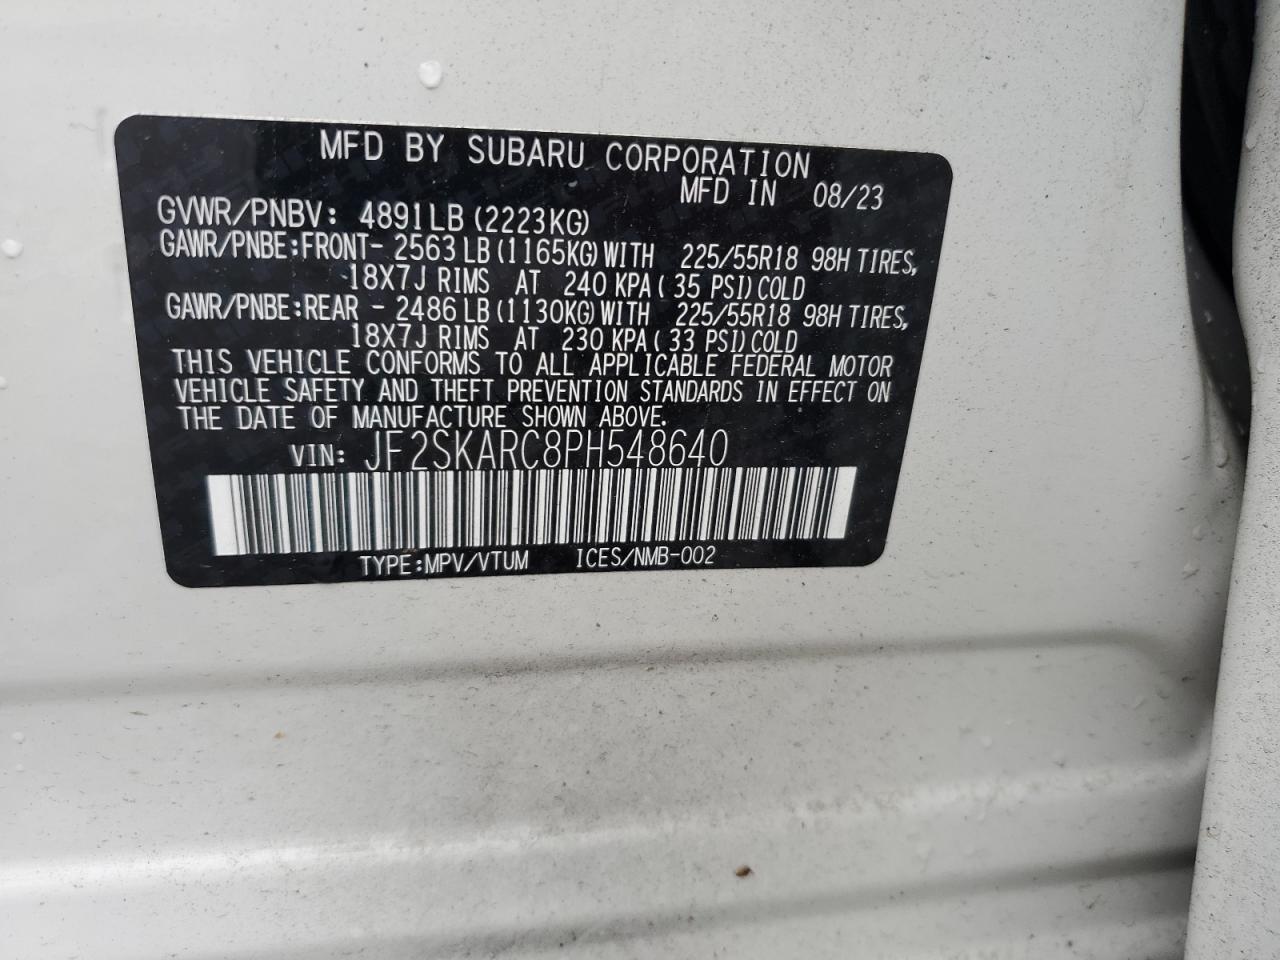 MFD BY SUBARU CORPORATION
MFD IN 08/23
GVWR/PNBV: 4891LB (2223KG)
GAWR/PNBE:FRONT- 2563LB (1165KG) WITH 225/55R18 98H TIRES,
18X7J RIMS AT 240 KPA ( 35 PSI) COLD
GAWR/PNBE:REAR - 2486LB (1130KG) WITH 225/55R18 98H TIRES,
18X7J RIMS AT 230 KPA ( 33 PSI) COLD
THIS VEHICLE CONFORMS TO ALL APPLICABLE FEDERAL MOTOR
VEHICLE SAFETY AND THEFT PREVENTION STANDARDS IN EFFECT ON
THE DATE OF MANUFACTURE SHOWN ABOVE.
VIN: JF2SKARC8PH548640
TYPE:MPV/VTUM ICES/NMB-002